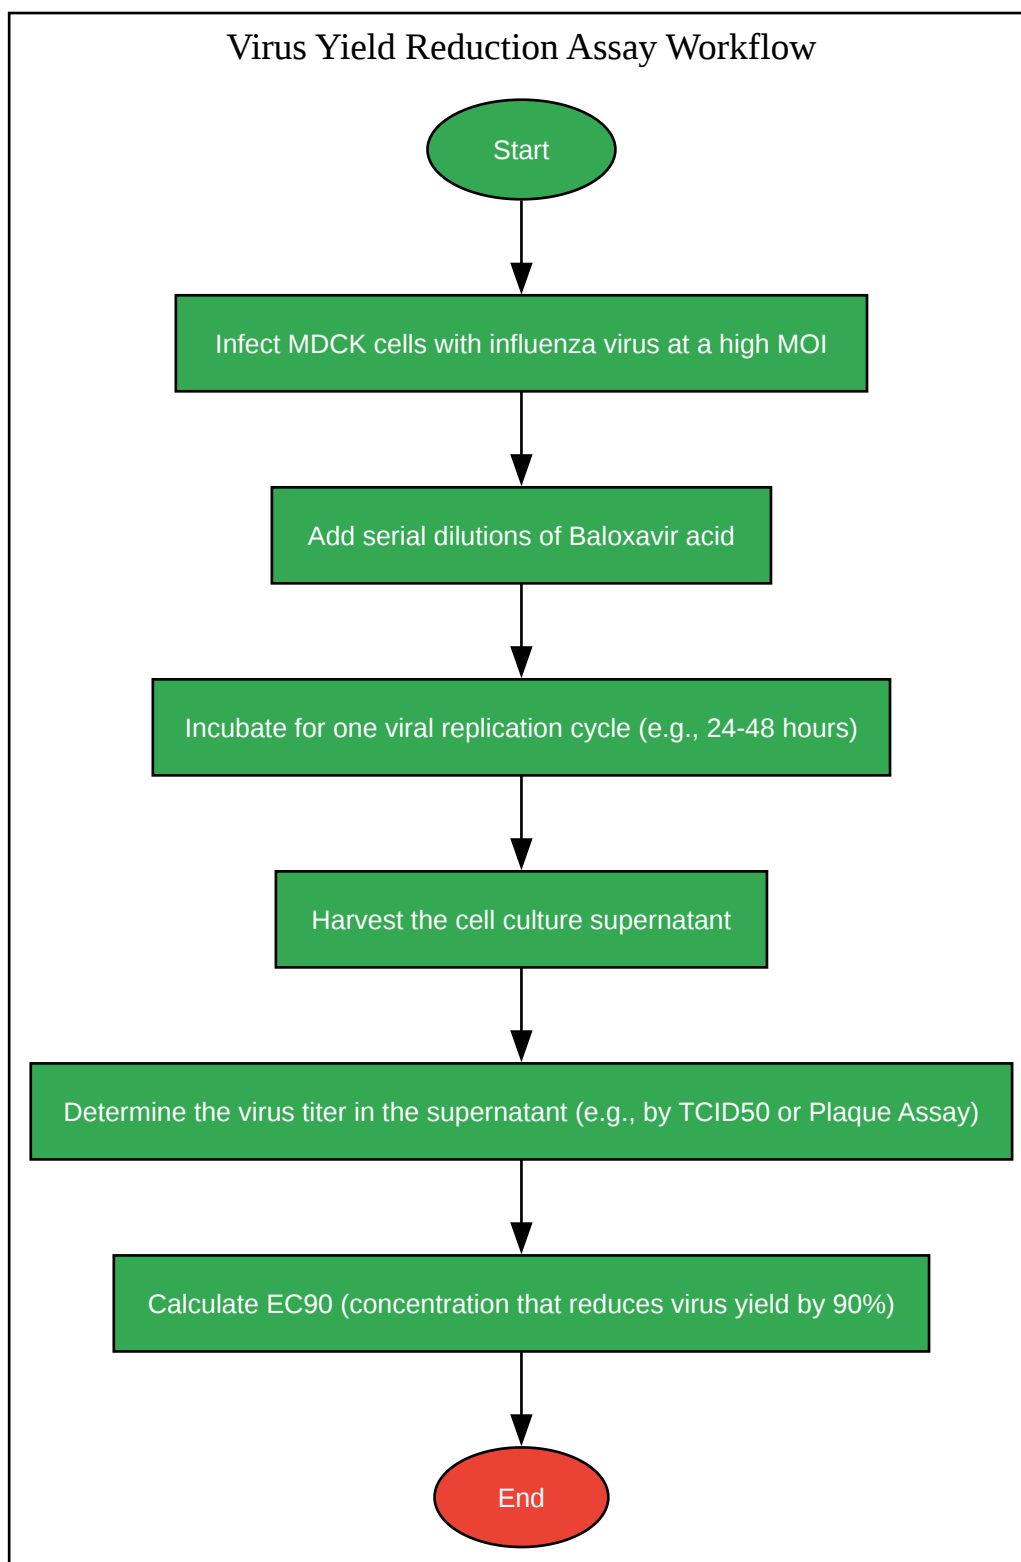 Virus Yield Reduction Assay Workflow
Start
Infect MDCK cells with influenza virus at a high MOI
Add serial dilutions of Baloxavir acid
Incubate for one viral replication cycle (e.g., 24-48 hours)
Harvest the cell culture supernatant
Determine the virus titer in the supernatant (e.g., by TCID50 or Plaque Assay)
Calculate EC90 (concentration that reduces virus yield by 90%)
End